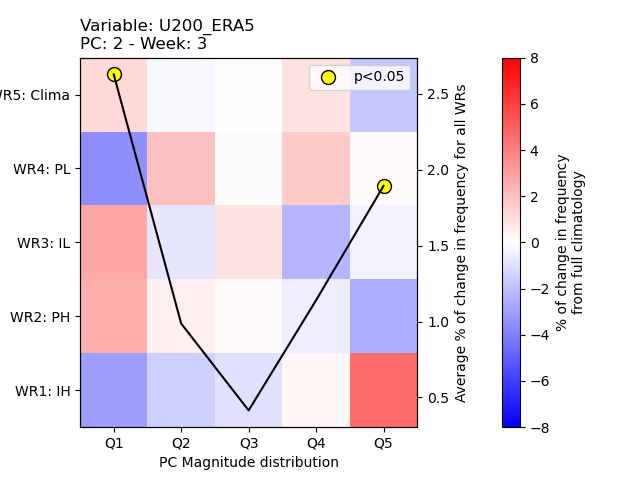 Variable: U200_ERA5
PC: 2 - Week: 3
p<0.05
WR5: Clima
WR4: PL
WR3: IL
WR2: PH
WR1: IH
Q1 Q2 Q3 Q4 Q5
PC Magnitude distribution
2.5
2.0
1.5
1.0
0.5
Average % of change in frequency for all WRs
8
6
4
2
0
−2
−4
−6
−8
% of change in frequency
from full climatology